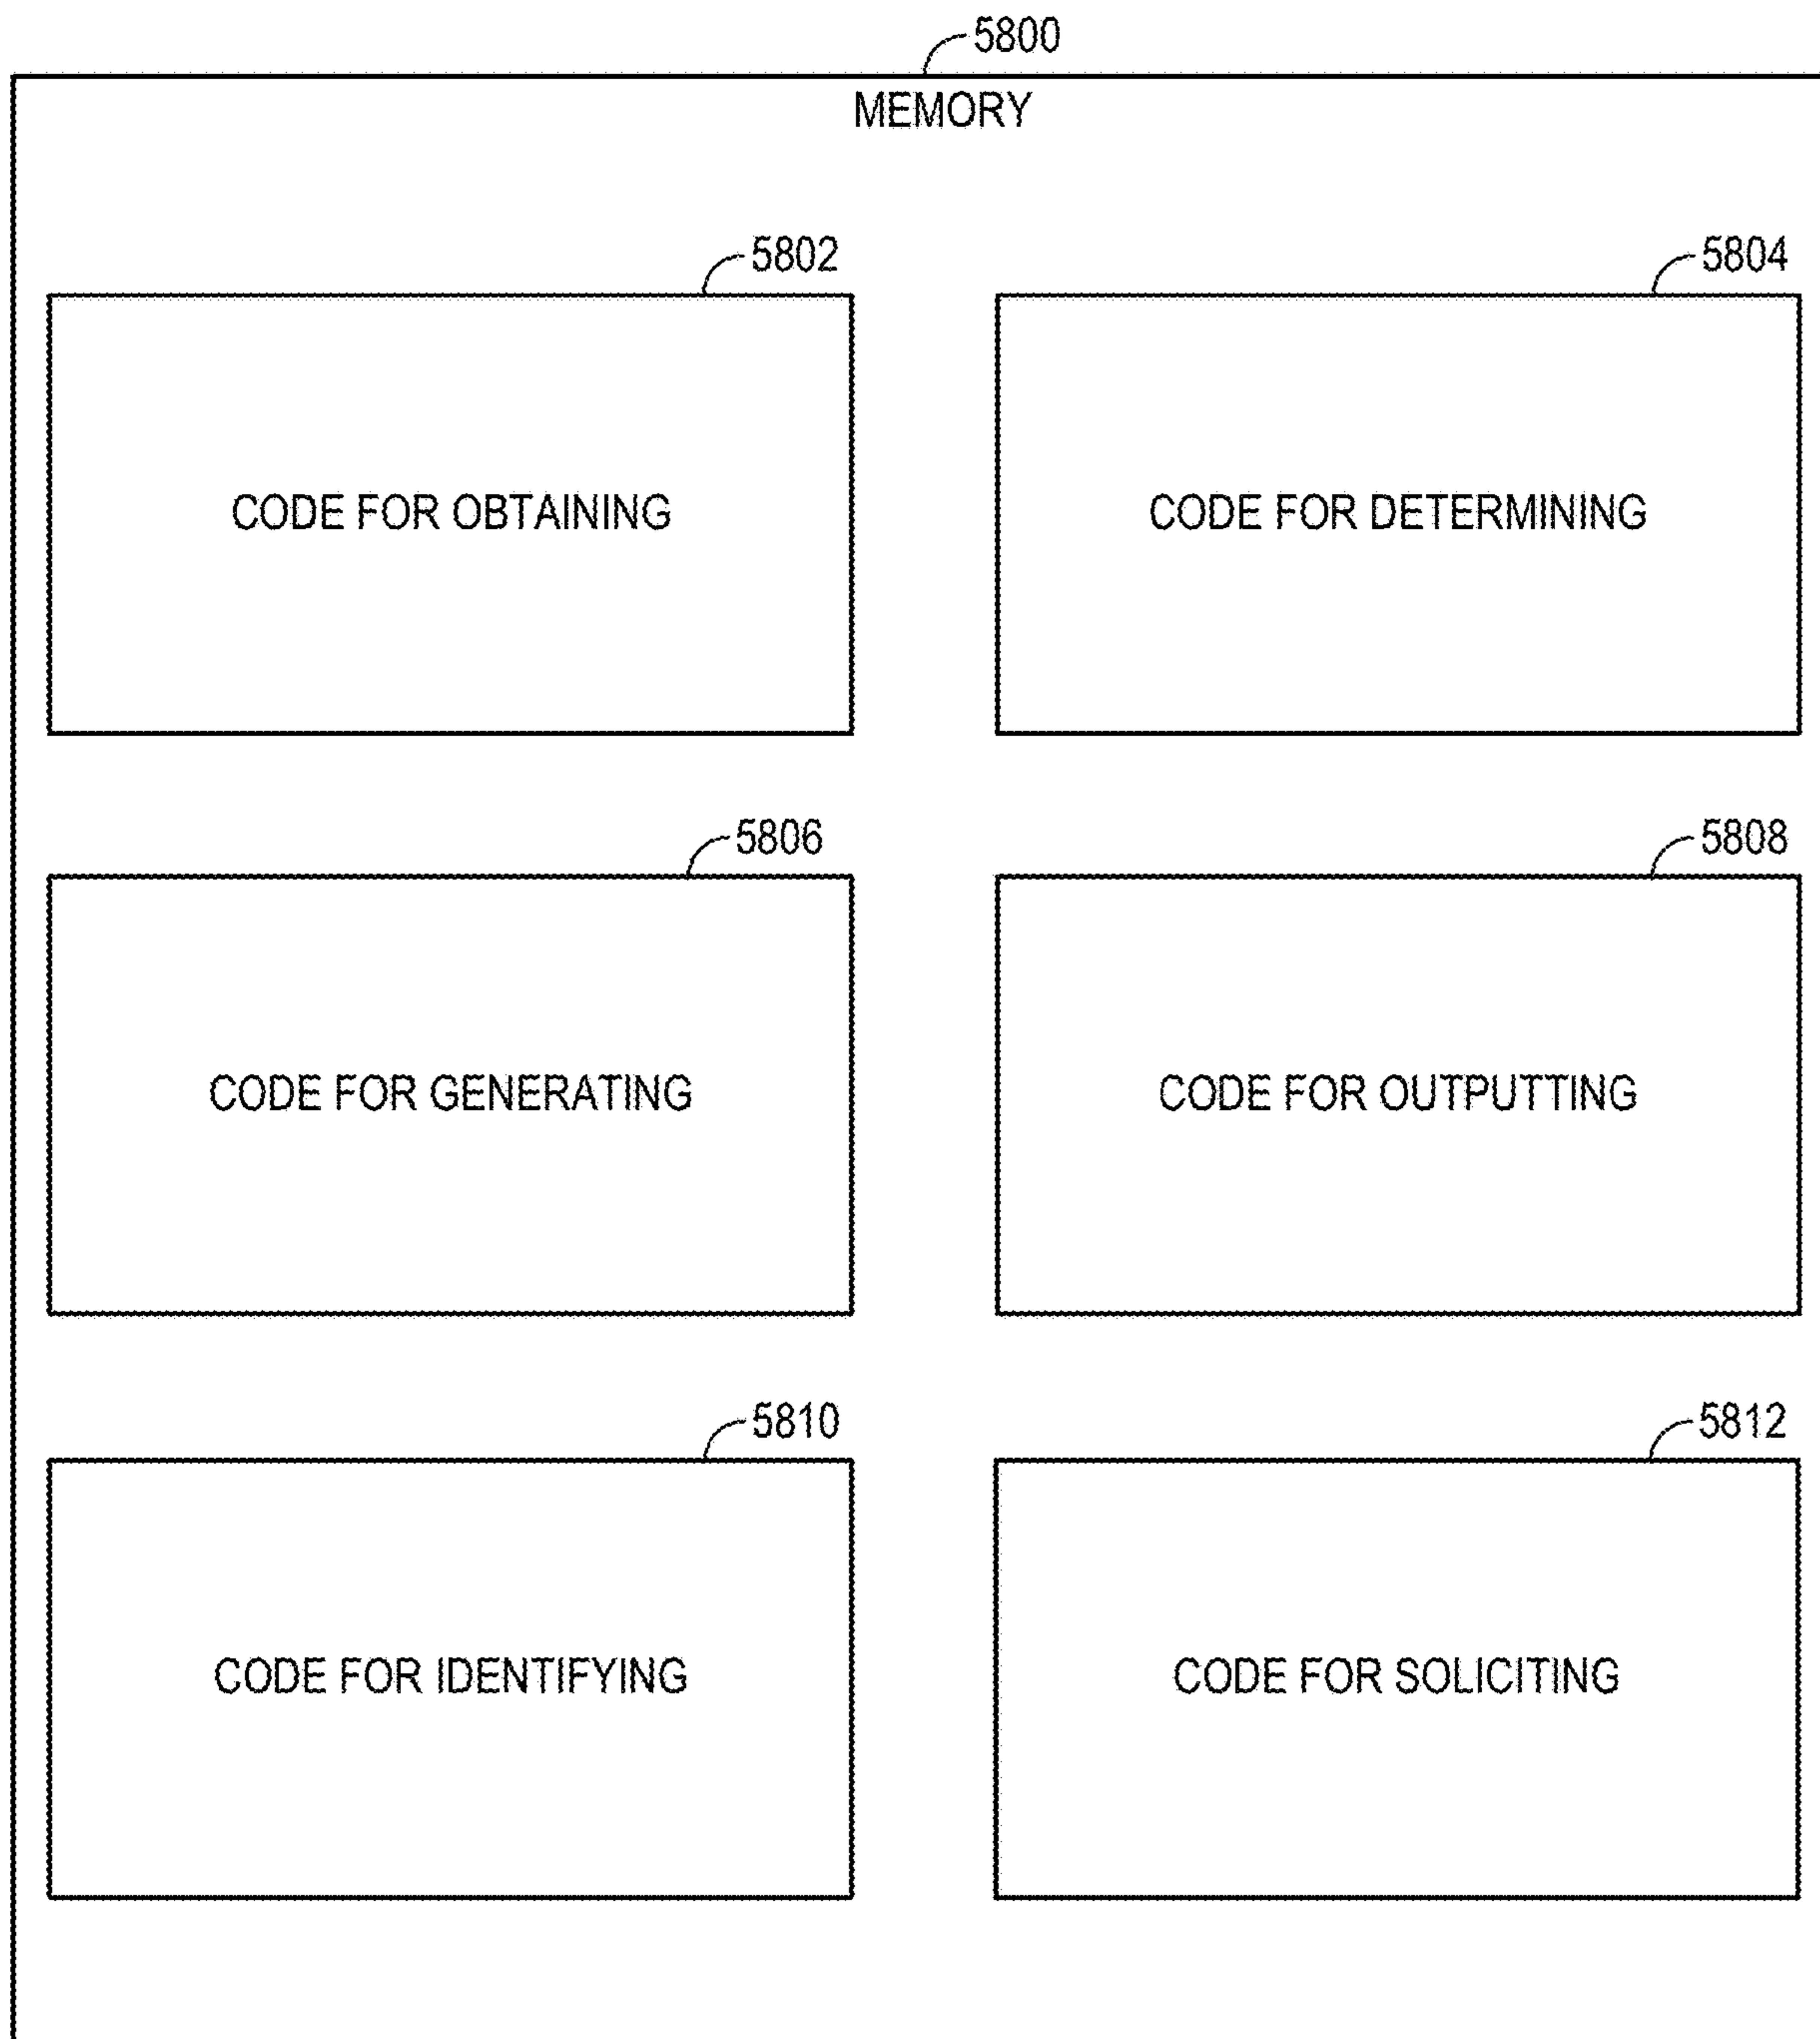 5800
MEMORY
5802
5804
CODE FOR OBTAINING
CODE FOR DETERMINING
5806
5808
CODE FOR GENERATING
CODE FOR OUTPUTTING
5810
5812
CODE FOR IDENTIFYING
CODE FOR SOLICITING